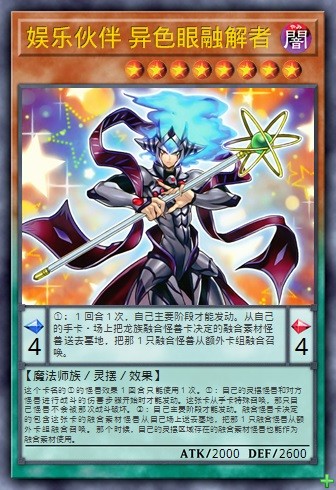 娱乐伙伴 异色眼融解者
闇
①：1回合1次，自己主要阶段才能发动。从自己
的手卡·场上把龙族融合怪兽卡决定的融合素材怪
兽送去墓地，把那1只融合怪兽从额外卡组融合召
唤。
4
4
【魔法师族／灵摆／效果】
这个卡名的①的怪兽效果1回合只能使用1次。①：自己的灵摆怪兽和对方
怪兽进行战斗的伤害步骤开始时才能发动。这张卡从手卡特殊召唤，那只自
己怪兽不会被那次战斗破坏。②：自己主要阶段才能发动。融合怪兽卡决定
的包含这张卡的融合素材怪兽从自己场上送去墓地，把那1只融合怪兽从额
外卡组融合召唤。那个时候，自己的灵摆区域存在的融合素材怪兽也能作为
融合素材使用。
ATK/2000 DEF/2600